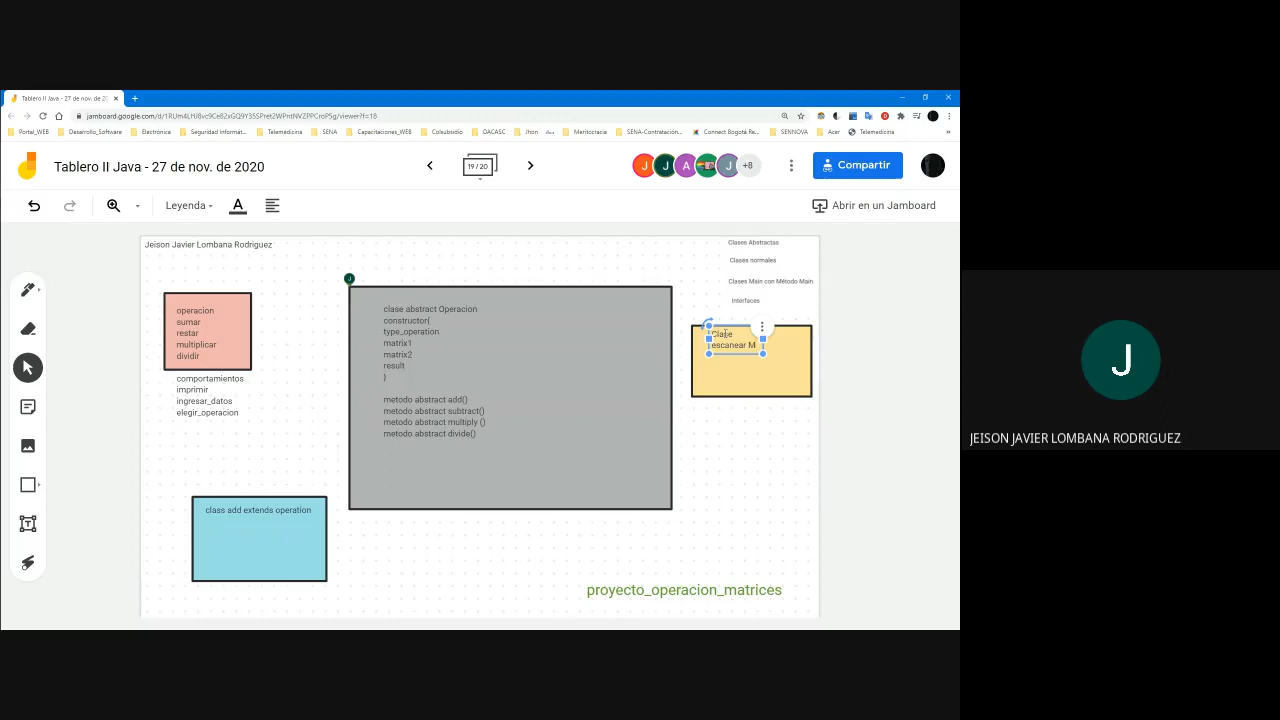 Tablero II Java - 27 de nov. de 20
jamboard.google.com/d/
Portal_WEB
Desarrollo_Software
Electrónica
Seguridad Informát...
Telemedicina
SENA
Capacitaciones_WEB
Colsubsidio
OACASC
Jhon
Meritocracia
SENA-Contratación...
Connect Bogotá Re...
SENNOVA
Acer
Telemedicina
Tablero II Java - 27 de nov. de 2020
19 / 20
J
J
A
J
+8
Compartir
Leyenda
A
Abrir en un Jamboard
Jeison Javier Lombana Rodriguez
operacion
sumar
restar
multiplicar
dividir
comportamientos
imprimir
ingresar_datos
elegir_operacion
class add extends operation
J
clase abstract Operacion
constructor(
type_operation
matrix1
matrix2
result
)
metodo abstract add()
metodo abstract subtract()
metodo abstract multiply ()
metodo abstract divide()
Clases Abstractas
Clases normales
Clases Main con Método Main
Interfaces
Clase
escanear M
proyecto_operacion_matrices
J
JEISON JAVIER LOMBANA RODRIGUEZ